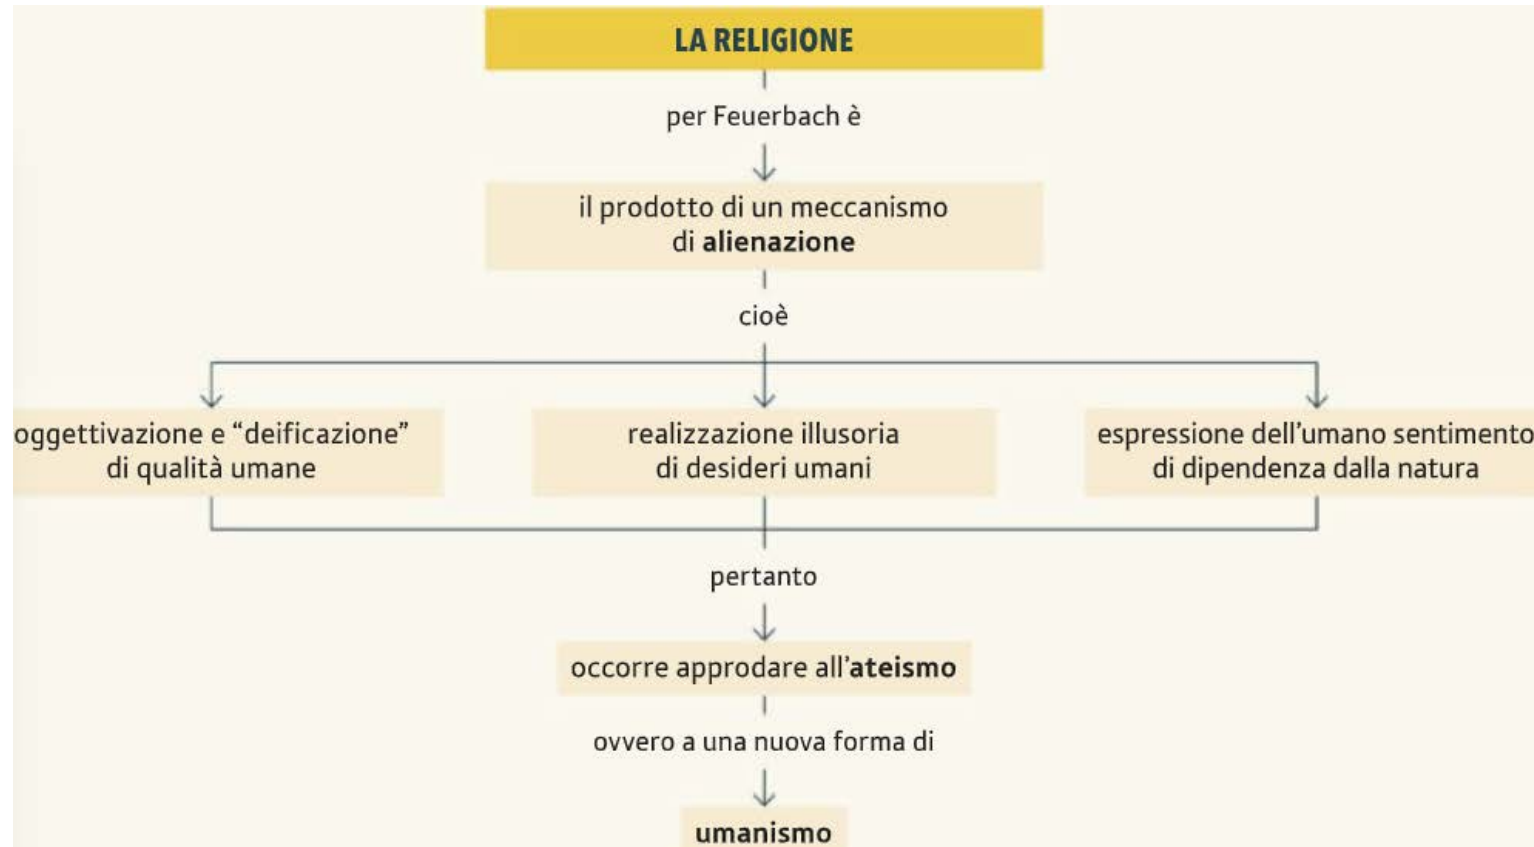 LA RELIGIONE
per Feuerbach è
il prodotto di un meccanismo
di alienazione
cioè
oggettivazione e “deificazione”
di qualità umane
realizzazione illusoria
di desideri umani
espressione dell’umano sentimento
di dipendenza dalla natura
pertanto
occorre approdare all’ateismo
ovvero a una nuova forma di
umanismo